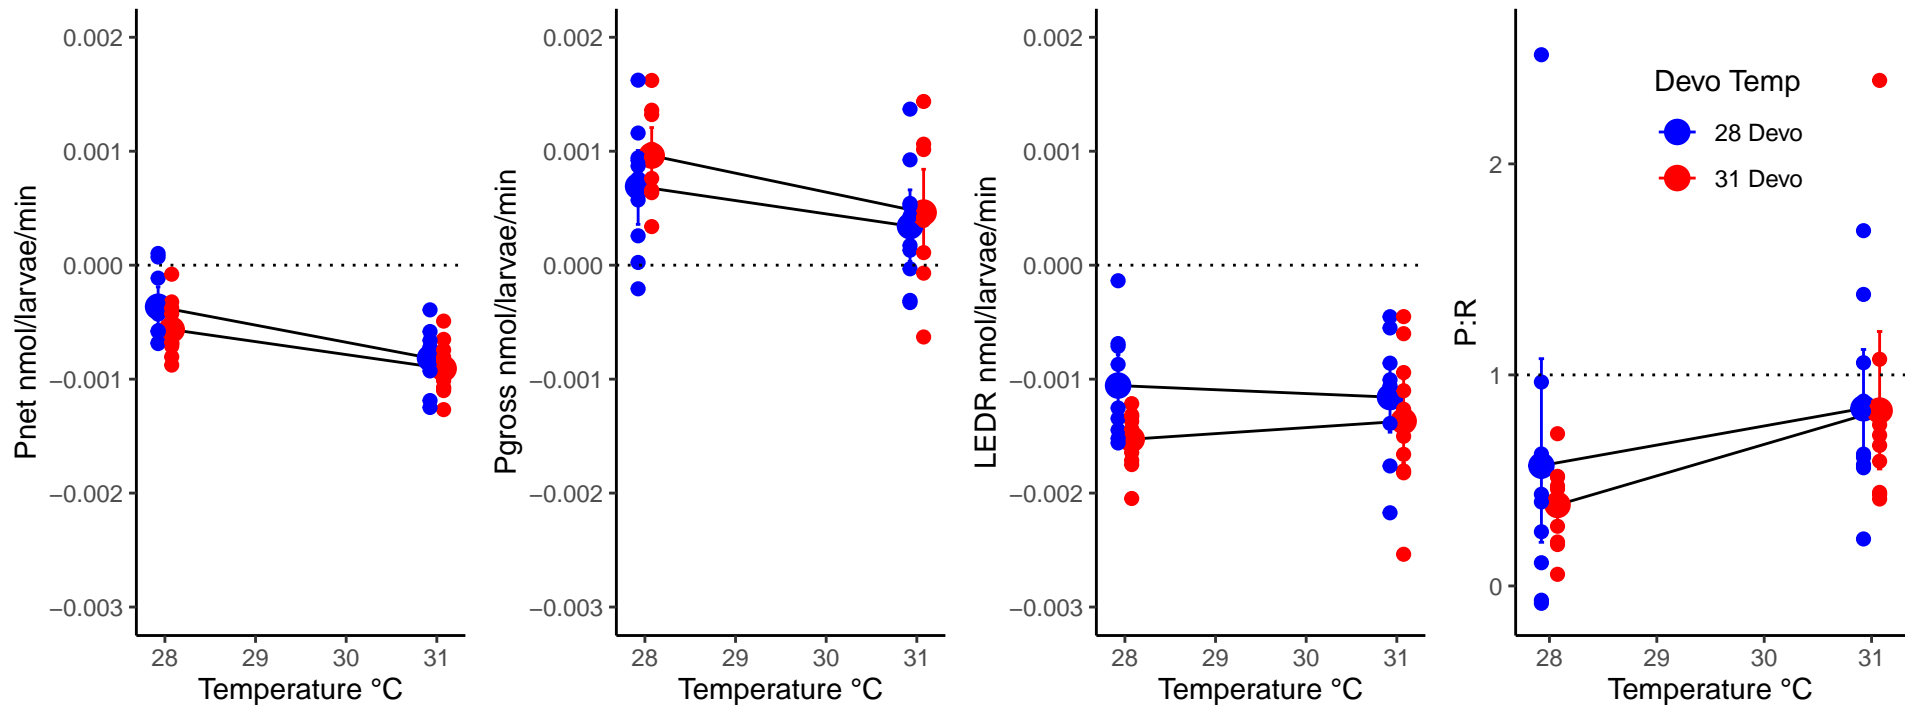 Pnet nmol/larvae/min
0.002
0.001
0.000
−0.001
−0.002
−0.003
28 29 30 31
Temperature °C
Pgross nmol/larvae/min
0.002
0.001
0.000
−0.001
−0.002
−0.003
28 29 30 31
Temperature °C
LEDR nmol/larvae/min
0.002
0.001
0.000
−0.001
−0.002
−0.003
28 29 30 31
Temperature °C
P:R
2
1
0
28 29 30 31
Temperature °C
Devo Temp
28 Devo
31 Devo